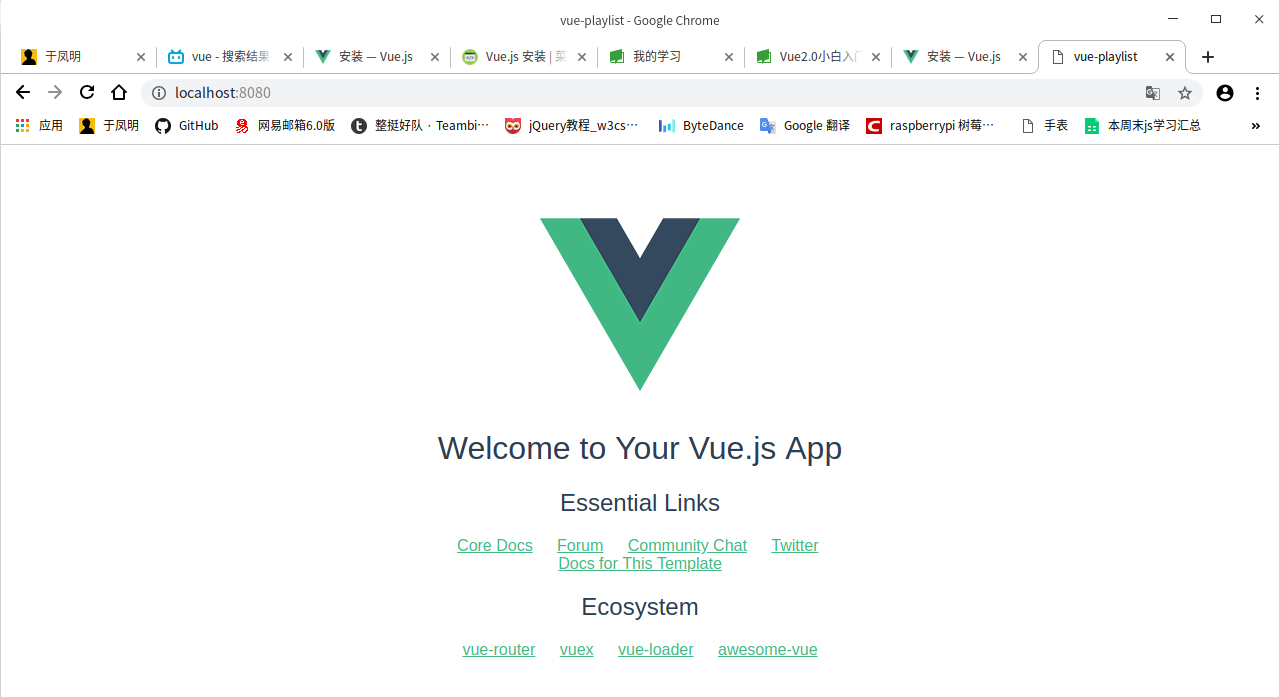 vue-playlist - Google Chrome
于凤明 vue - 搜索结果 安装 — Vue.js Vue.js 安装 | 菜 我的学习 Vue2.0小白入门 安装 — Vue.js vue-playlist
localhost:8080
应用 于凤明 GitHub 网易邮箱6.0版 整挺好队 · Teambi… jQuery教程_w3cs… ByteDance Google 翻译 raspberrypi 树莓… 手表 本周末js学习汇总 »
Welcome to Your Vue.js App
Essential Links
Core Docs Forum Community Chat Twitter
Docs for This Template
Ecosystem
vue-router vuex vue-loader awesome-vue